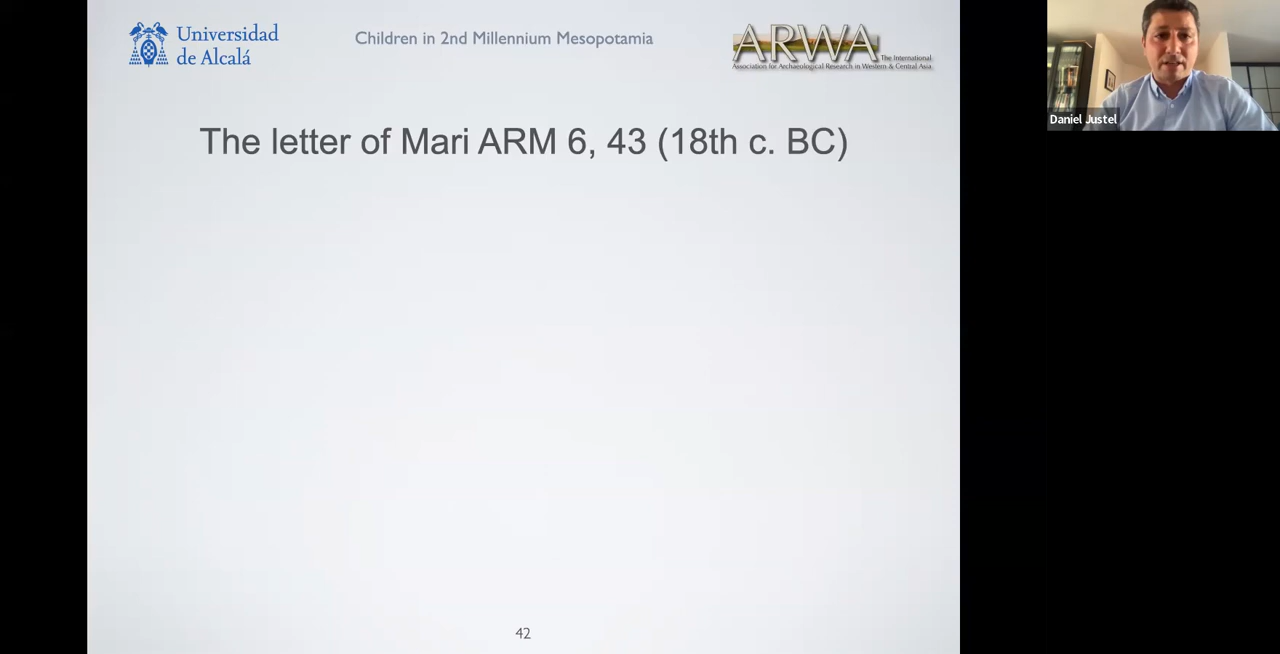 Universidad
de Alcalá
Children in 2nd Millennium Mesopotamia
ARWA
The International
Association for Archaeological Research in Western & Central Asia
Daniel Justel
The letter of Mari ARM 6, 43 (18th c. BC)
42